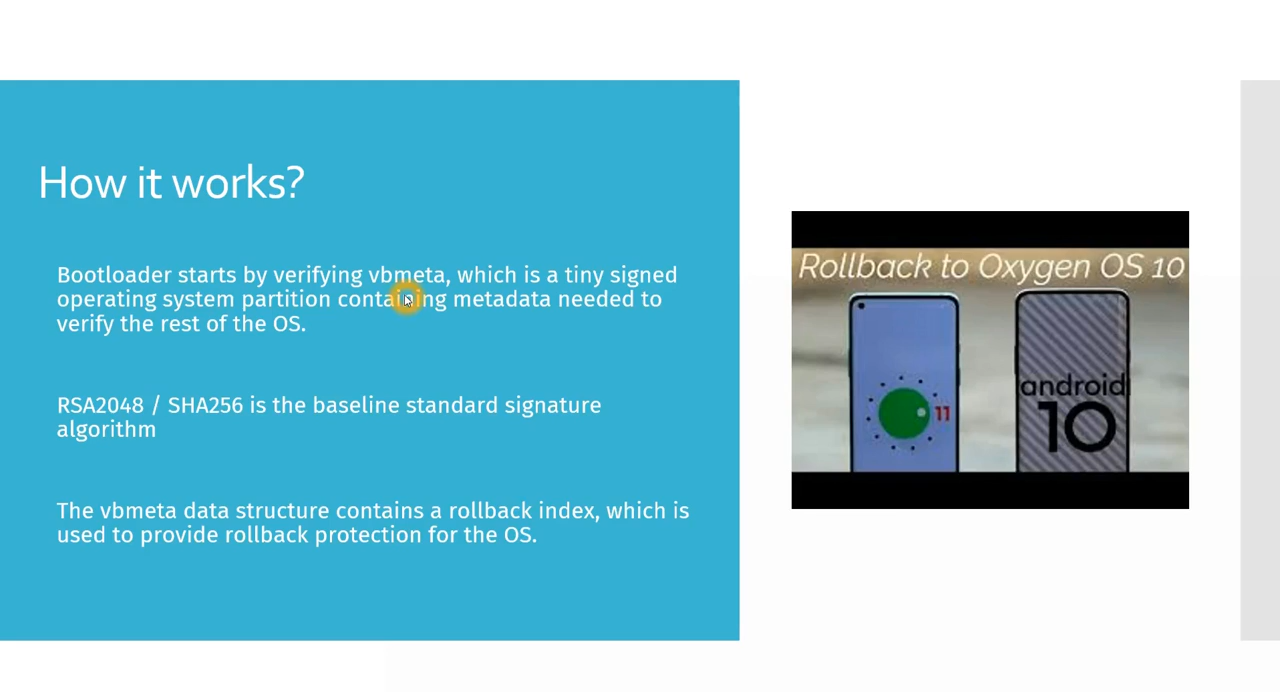 How it works?
Bootloader starts by verifying vbmeta, which is a tiny signed
operating system partition containing metadata needed to
verify the rest of the OS.
RSA2048 / SHA256 is the baseline standard signature
algorithm
The vbmeta data structure contains a rollback index, which is
used to provide rollback protection for the OS.
Rollback to Oxygen OS 10
11
android
10